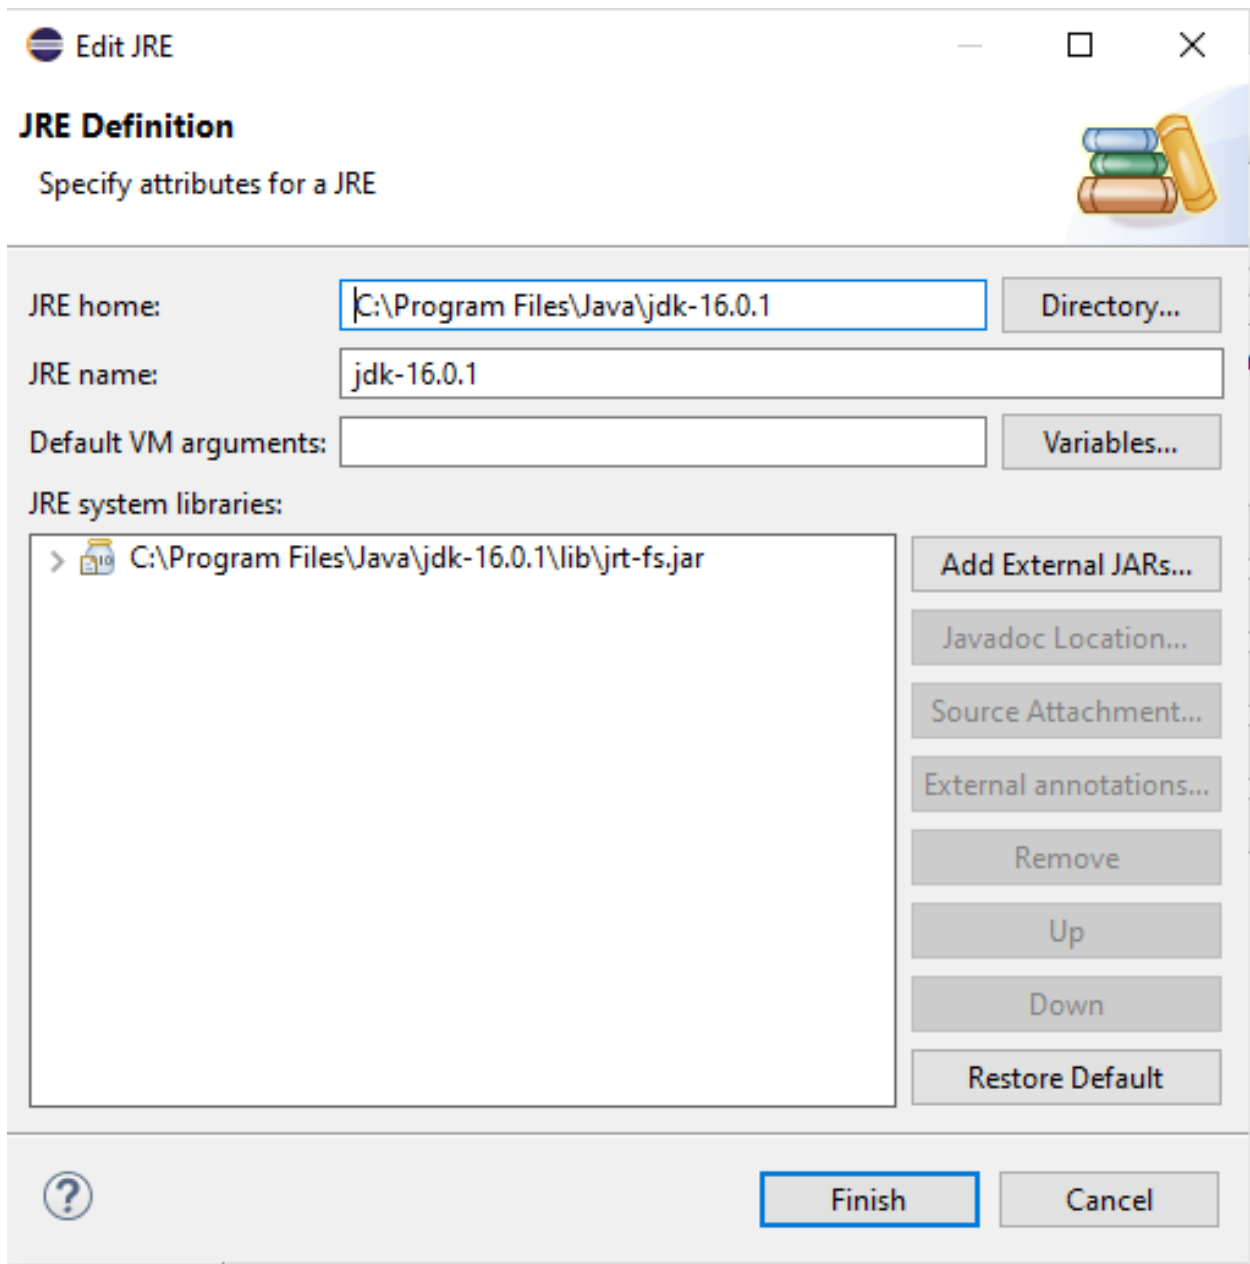 Edit JRE
JRE Definition
Specify attributes for a JRE
JRE home: C:\Program Files\Java\jdk-16.0.1 Directory...
JRE name: jdk-16.0.1
Default VM arguments: Variables...
JRE system libraries:
C:\Program Files\Java\jdk-16.0.1\lib\jrt-fs.jar
Add External JARs...
Javadoc Location...
Source Attachment...
External annotations...
Remove
Up
Down
Restore Default
? Finish Cancel